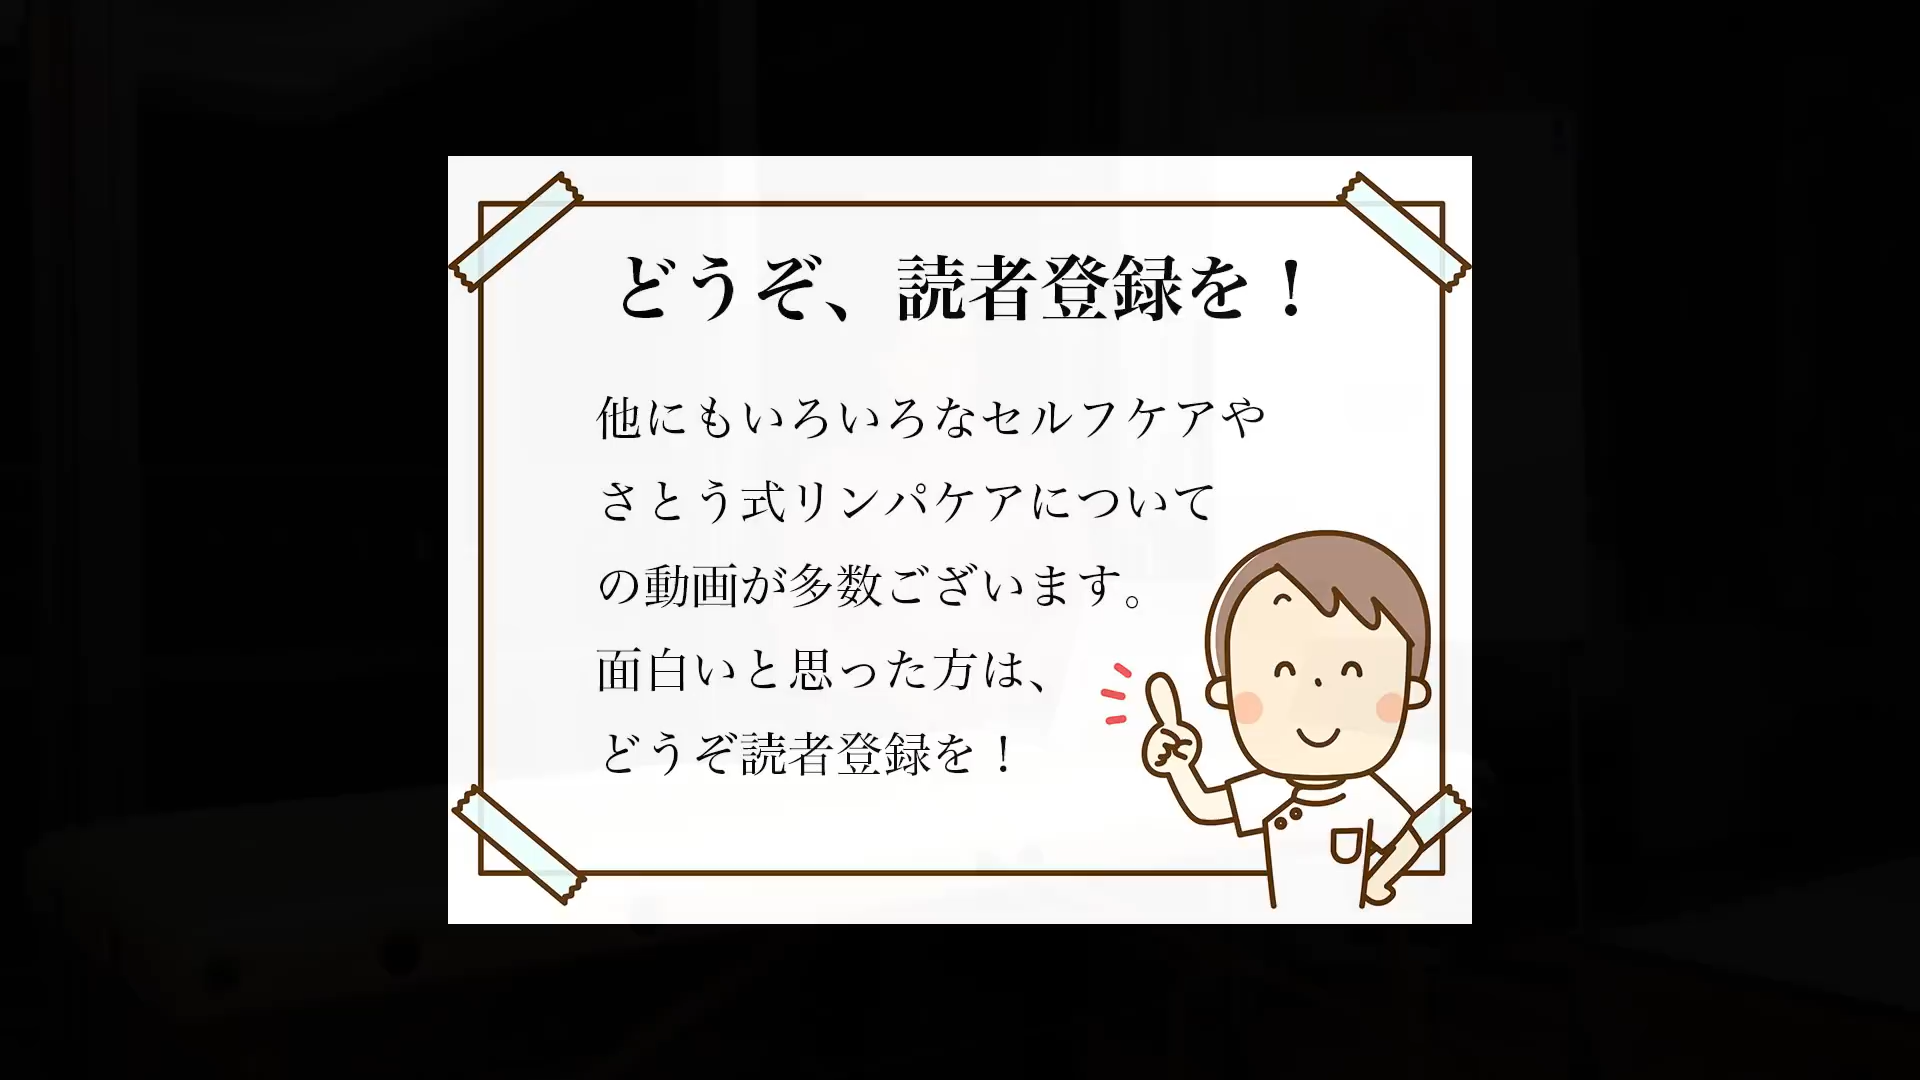 どうぞ、読者登録を！
他にもいろいろなセルフケアや
さとう式リンパケアについて
の動画が多数ございます。
面白いと思った方は、
どうぞ読者登録を！